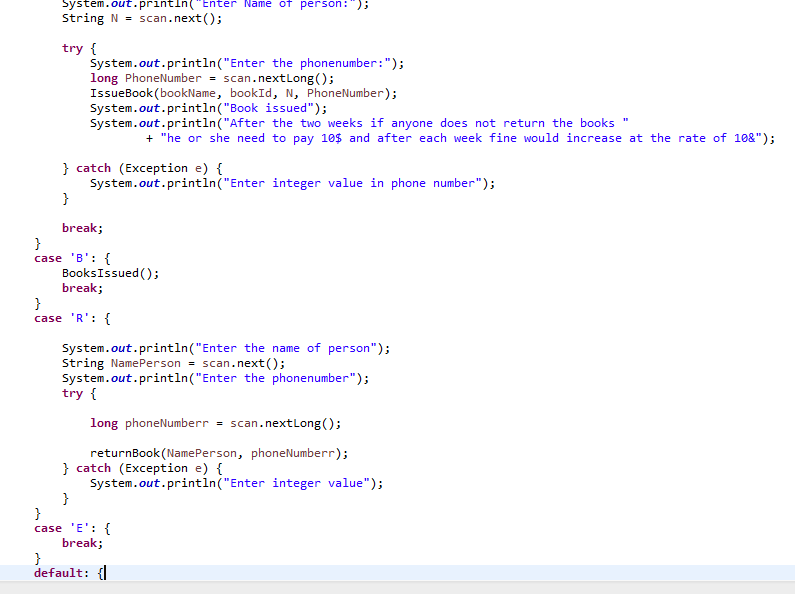 System.out.println("Enter Name of person:");
String N = scan.next();
try {
System.out.println("Enter the phonenumber:");
long PhoneNumber = scan.nextLong();
IssueBook(bookName, bookId, N, PhoneNumber);
System.out.println("Book issued");
System.out.println("After the two weeks if anyone does not return the books "
+ "he or she need to pay 10$ and after each week fine would increase at the rate of 10&");
} catch (Exception e) {
System.out.println("Enter integer value in phone number");
}
break;
}
case 'B': {
BooksIssued();
break;
}
case 'R': {
System.out.println("Enter the name of person");
String NamePerson = scan.next();
System.out.println("Enter the phonenumber");
try {
long phoneNumberr = scan.nextLong();
returnBook(NamePerson, phoneNumberr);
} catch (Exception e) {
System.out.println("Enter integer value");
}
}
case 'E': {
break;
}
default: {